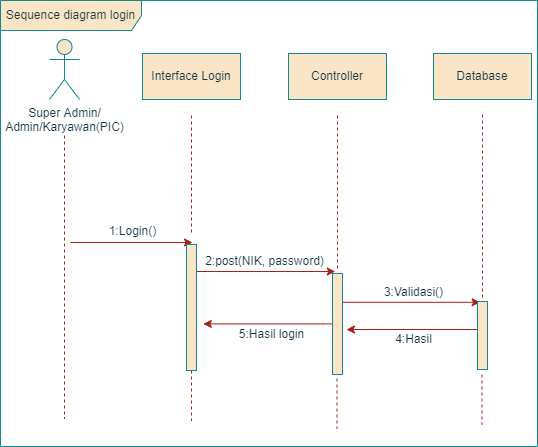 Sequence diagram login
Interface Login
Controller
Database
Super Admin/
Admin/Karyawan(PIC)
1:Login()
2:post(NIK, password)
3:Validasi()
5:Hasil login
4:Hasil